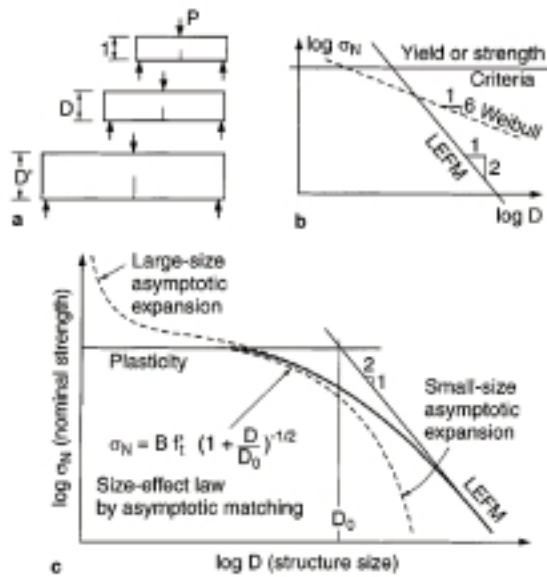 P
1
D
D'
a
log σN
Yield or strength
Criteria
1
6
Weibull
LEFM
1
2
log D
b
Large-size
asymptotic
expansion
Plasticity
2
1
Small-size
asymptotic
expansion
σN = B f't (1 + D/D0)^-1/2
Size-effect law
by asymptotic matching
D0
LEFM
log σN (nominal strength)
log D (structure size)
c